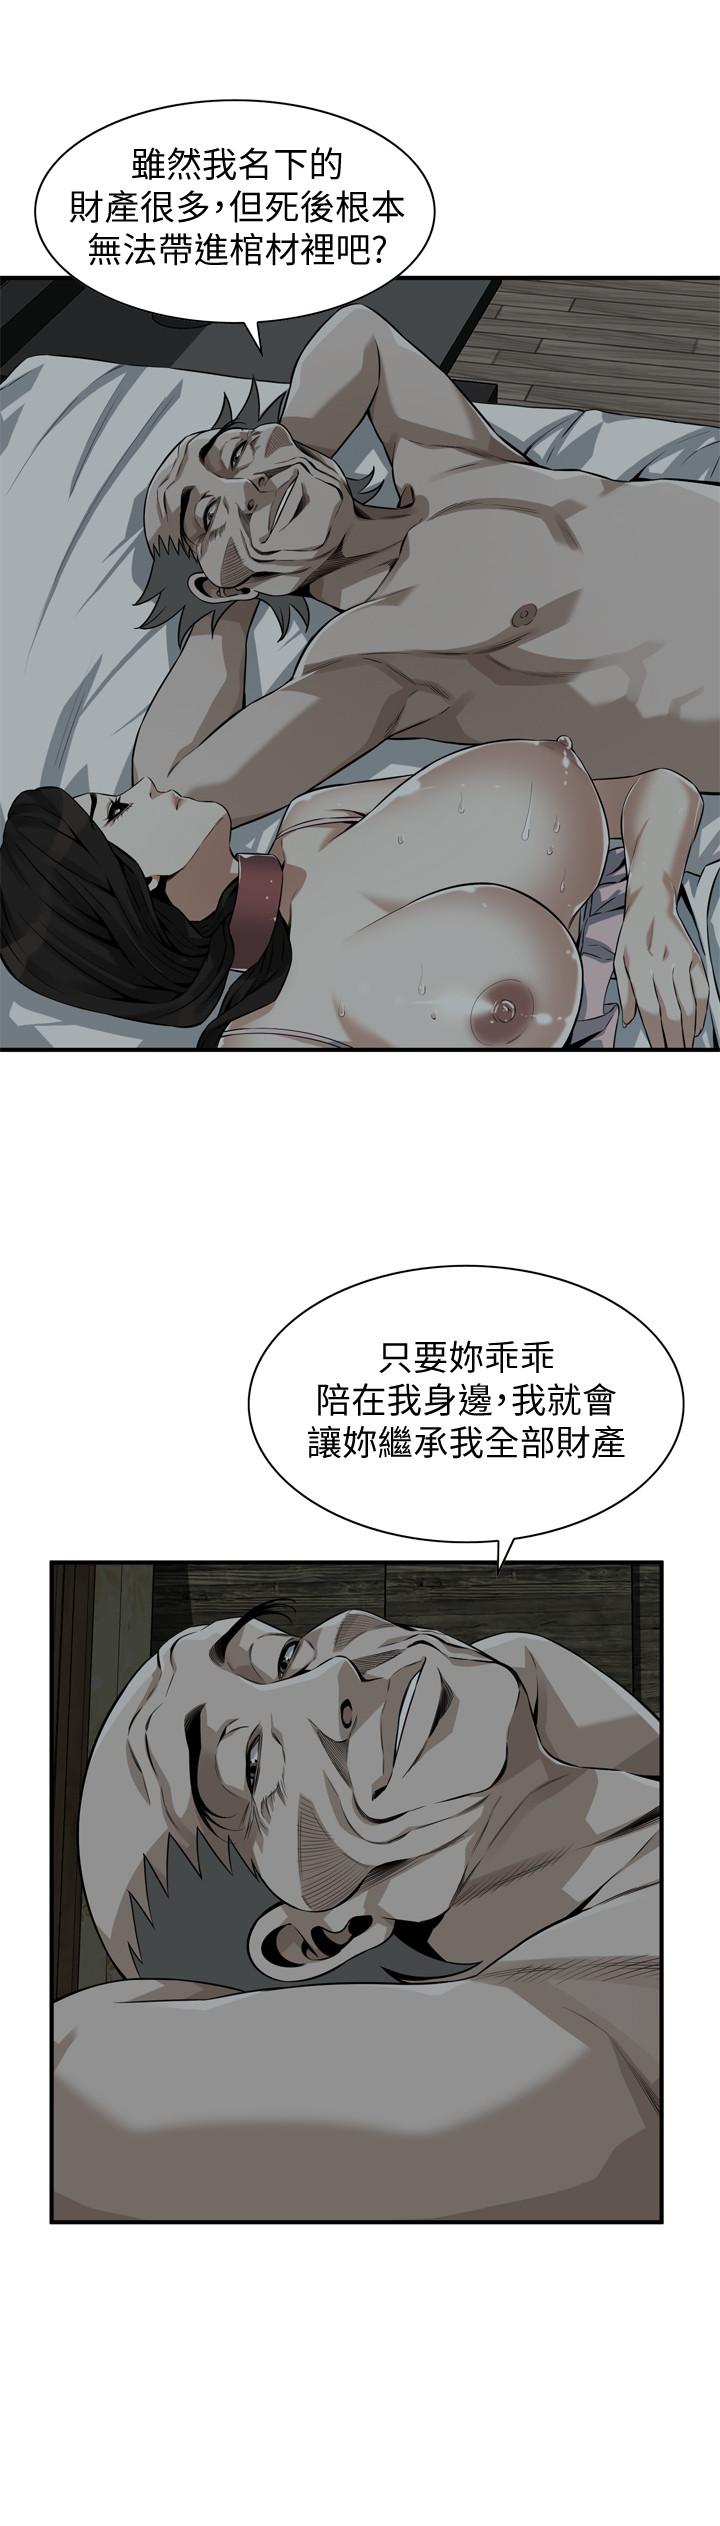 雖然我名下的
財產很多，但死後根本
無法帶進棺材裡吧？
只要妳乖乖
陪在我身邊，我就會
讓妳繼承我全部財產